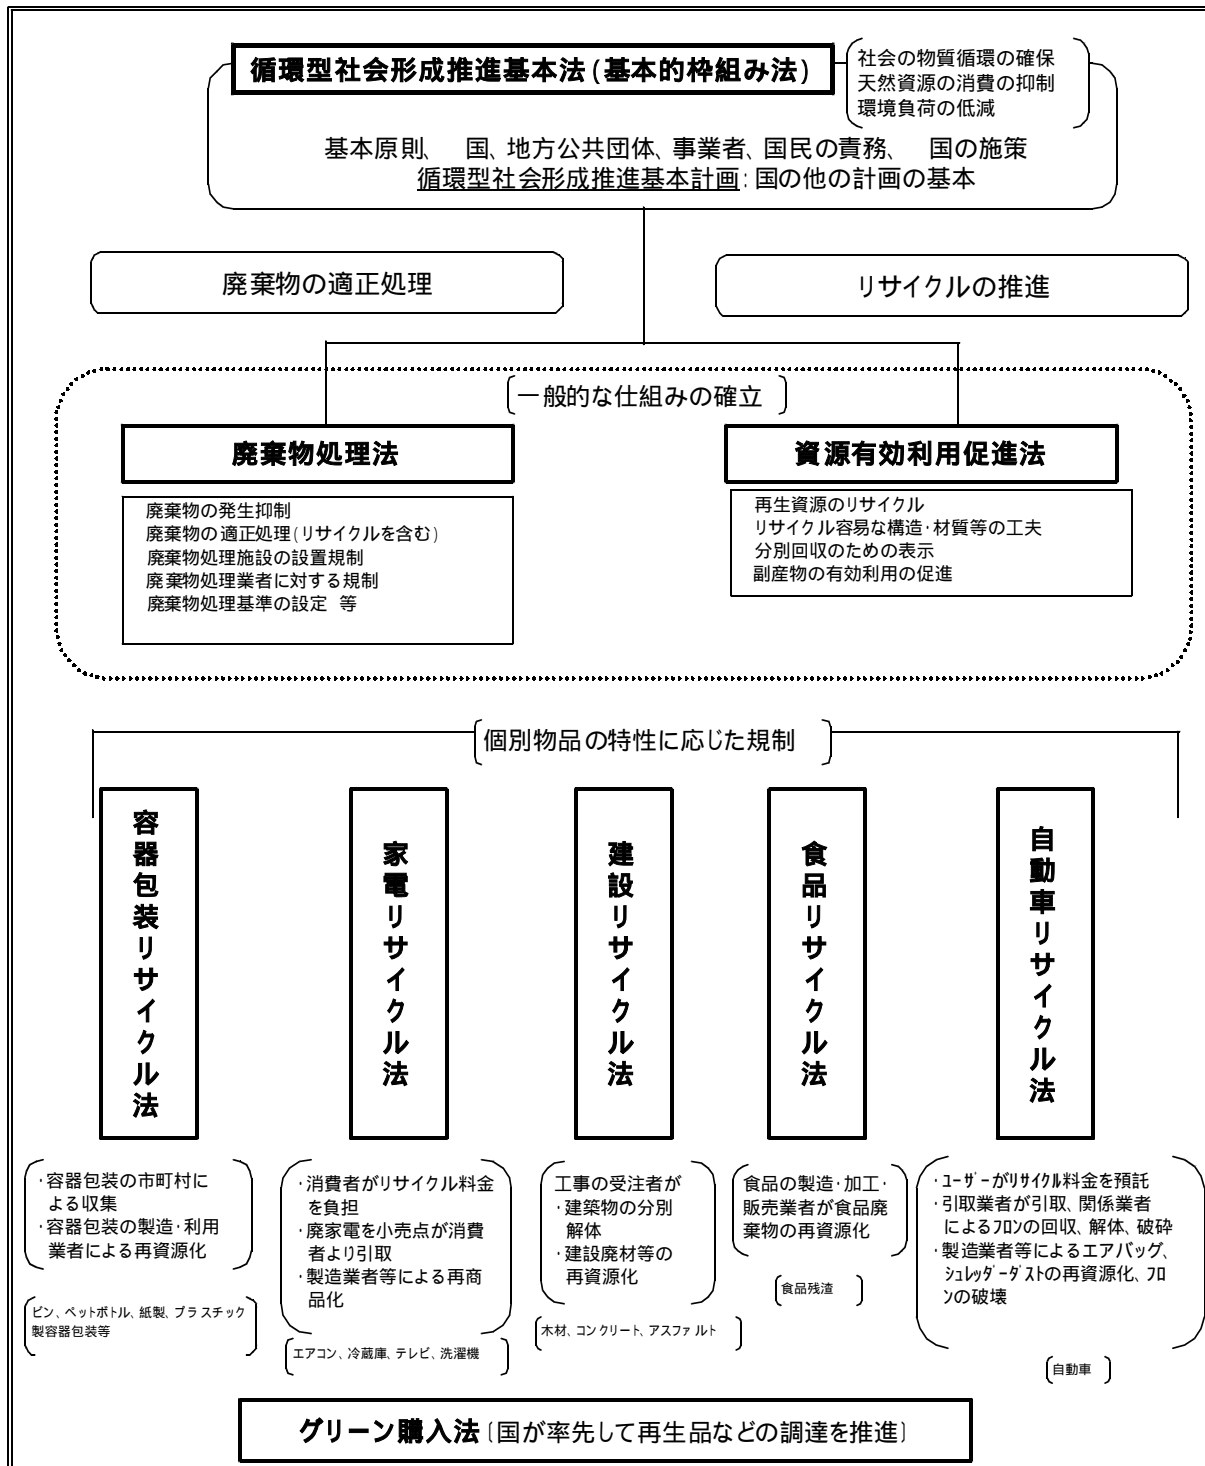 循環型社会形成推進基本法(基本的枠組み法)
社会の物質循環の確保
天然資源の消費の抑制
環境負荷の低減
基本原則、 国、地方公共団体、事業者、国民の責務、 国の施策
循環型社会形成推進基本計画:国の他の計画の基本
廃棄物の適正処理
リサイクルの推進
一般的な仕組みの確立
廃棄物処理法
廃棄物の発生抑制
廃棄物の適正処理(リサイクルを含む)
廃棄物処理施設の設置規制
廃棄物処理業者に対する規制
廃棄物処理基準の設定 等
資源有効利用促進法
再生資源のリサイクル
リサイクル容易な構造・材質等の工夫
分別回収のための表示
副産物の有効利用の促進
個別物品の特性に応じた規制
容器包装リサイクル法
家電リサイクル法
建設リサイクル法
食品リサイクル法
自動車リサイクル法
・容器包装の市町村に
よる収集
・容器包装の製造・利用
業者による再資源化
ビン、ペットボトル、紙製、プラスチック
製容器包装等
・消費者がリサイクル料金
を負担
・廃家電を小売店が消費
者より引取
・製造業者等による再商
品化
エアコン、冷蔵庫、テレビ、洗濯機
工事の受注者が
・建築物の分別
解体
・建設廃材等の
再資源化
木材、コンクリート、アスファルト
食品の製造・加工・
販売業者が食品廃
棄物の再資源化
食品残渣
・ユーザーがリサイクル料金を預託
・引取業者が引取、関係業者
によるフロンの回収、解体、破砕
・製造業者等によるエアバッグ、
シュレッダーダストの再資源化、フロ
ンの破壊
自動車
グリーン購入法〔国が率先して再生品などの調達を推進〕